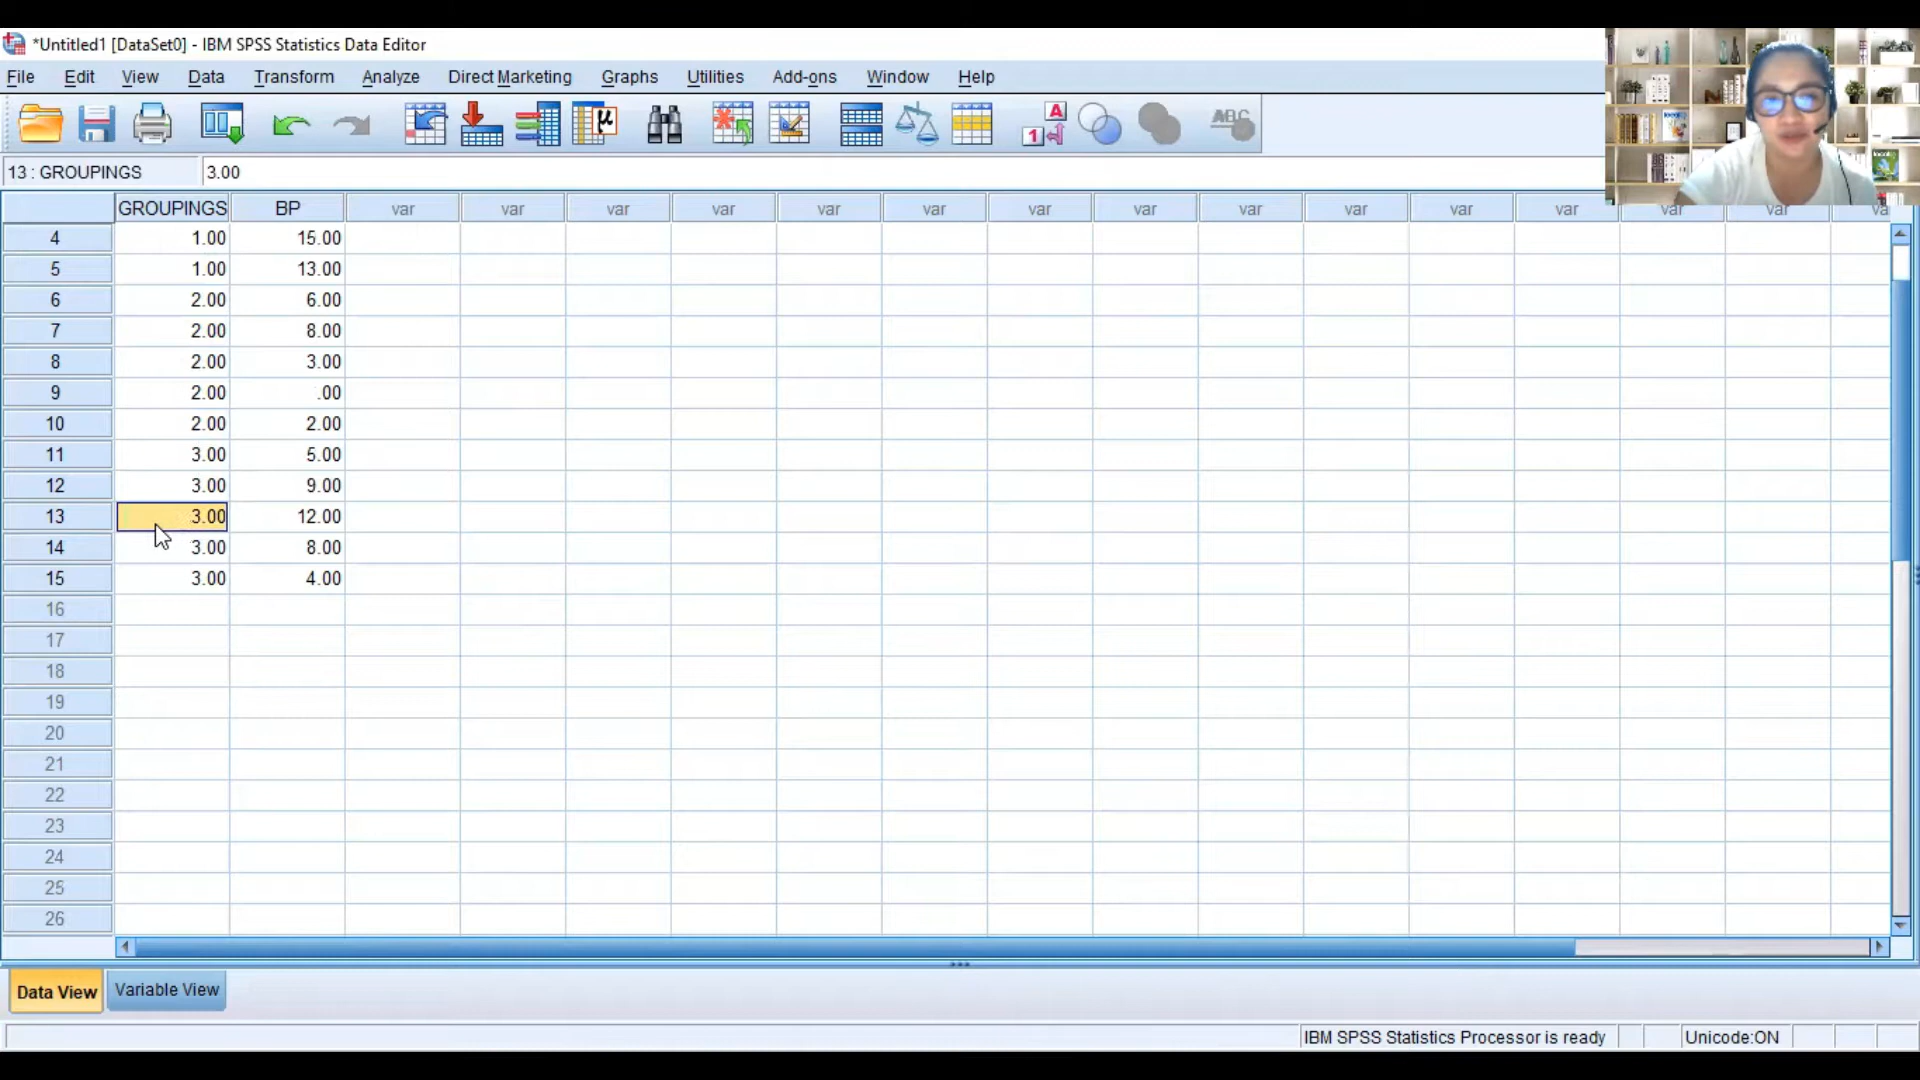 *Untitled1 [DataSet0] - IBM SPSS Statistics Data Editor
File Edit View Data Transform Analyze Direct Marketing Graphs Utilities Add-ons Window Help
A
1
ABC
µ
13 : GROUPINGS 3.00
GROUPINGS BP var var var var var var var var var var var var var var va
4 1.00 15.00
5 1.00 13.00
6 2.00 6.00
7 2.00 8.00
8 2.00 3.00
9 2.00 .00
10 2.00 2.00
11 3.00 5.00
12 3.00 9.00
13 3.00 12.00
14 3.00 8.00
15 3.00 4.00
16
17
18
19
20
21
22
23
24
25
26
Data View Variable View
IBM SPSS Statistics Processor is ready Unicode:ON